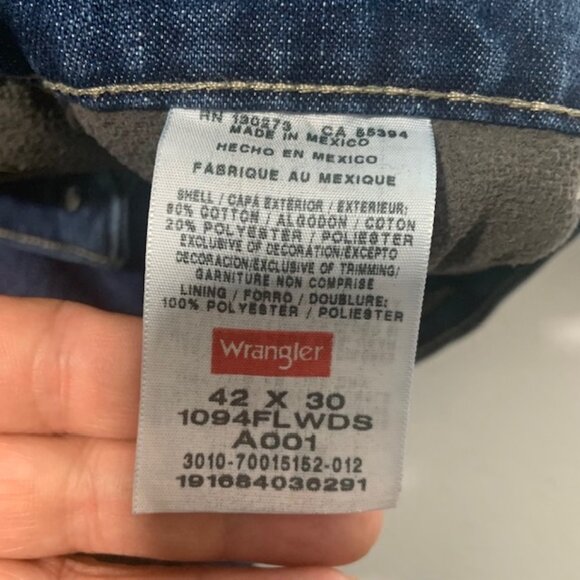 RN 130273 CA 55394
MADE IN MEXICO
HECHO EN MEXICO
FABRIQUE AU MEXIQUE
SHELL / CAPA EXTERIOR / EXTERIEUR:
80% COTTON / ALGODON / COTON
20% POLYESTER / POLIESTER
EXCLUSIVE OF DECORATION/EXCEPTO
DECORACION/EXCLUSIVE OF TRIMMING/
GARNITURE NON COMPRISE
LINING / FORRO / DOUBLURE:
100% POLYESTER / POLIESTER
Wrangler
42 X 30
1094FLWDS
A001
3010-70015152-012
191684036291